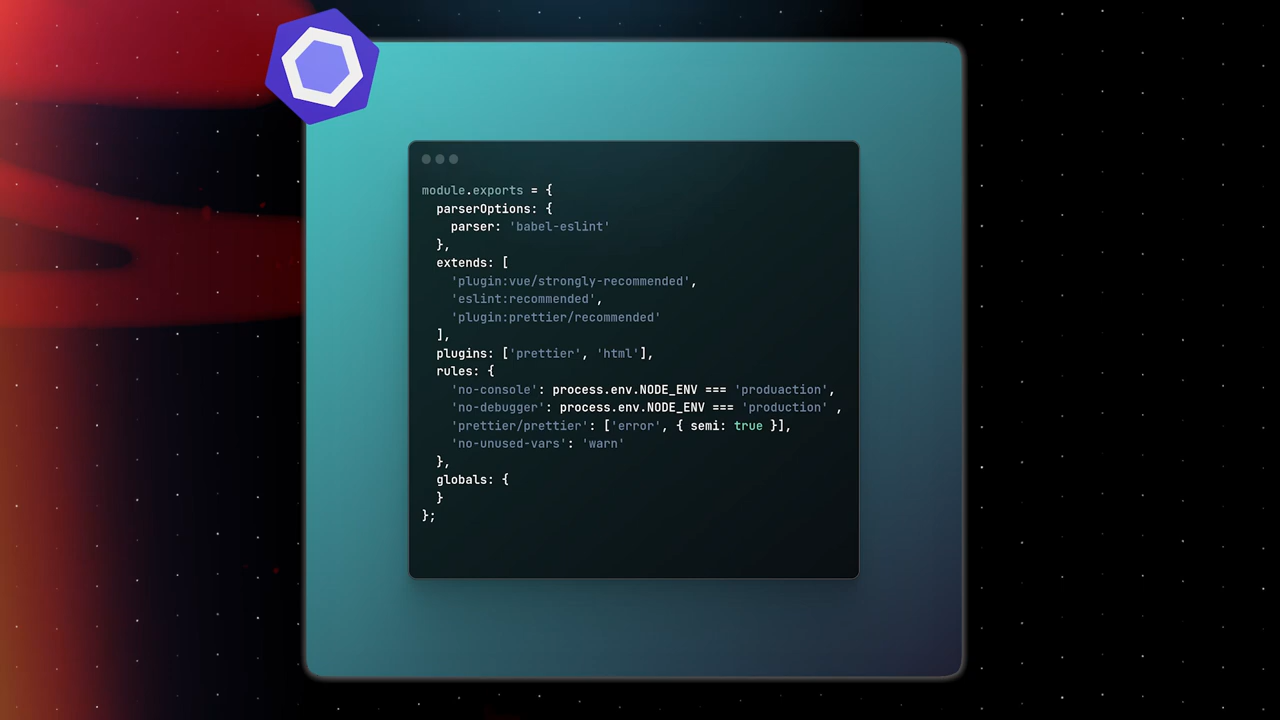 module.exports = {
  parserOptions: {
    parser: 'babel-eslint'
  },
  extends: [
    'plugin:vue/strongly-recommended',
    'eslint:recommended',
    'plugin:prettier/recommended'
  ],
  plugins: ['prettier', 'html'],
  rules: {
    'no-console': process.env.NODE_ENV === 'produaction',
    'no-debugger': process.env.NODE_ENV === 'production' ,
    'prettier/prettier': ['error', { semi: true }],
    'no-unused-vars': 'warn'
  },
  globals: {
  }
};